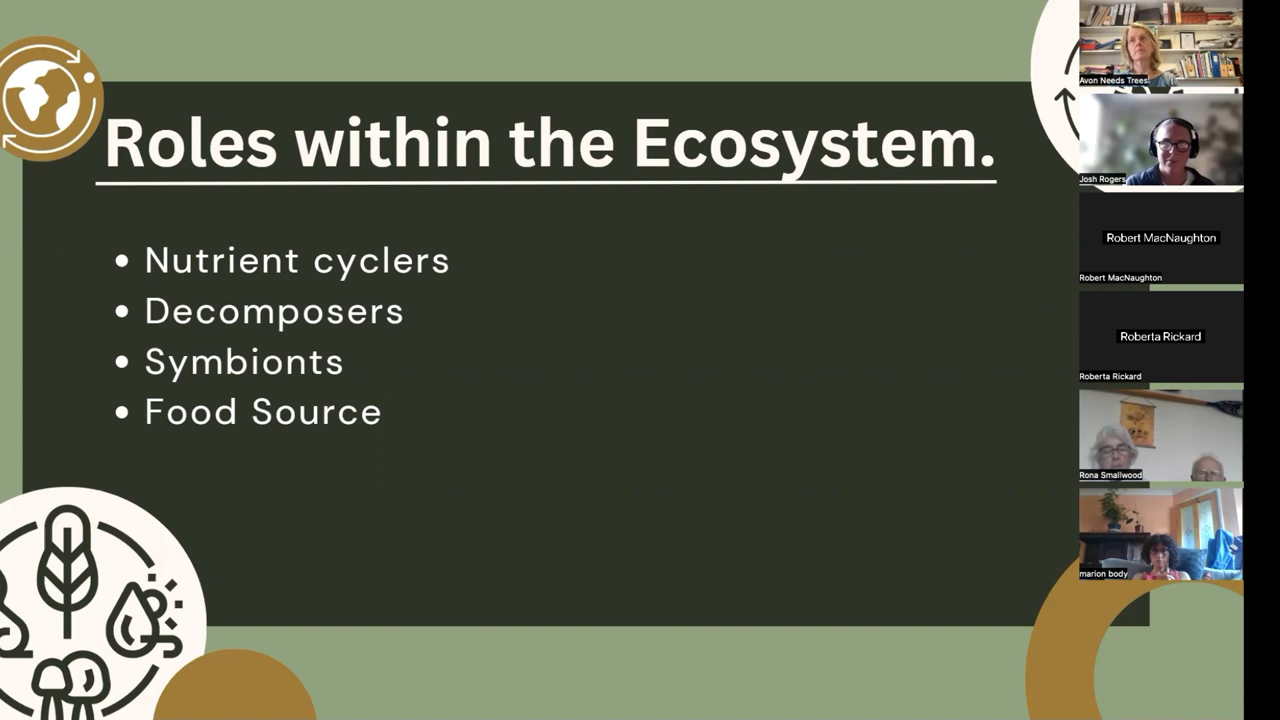 Roles within the Ecosystem.
• Nutrient cyclers
• Decomposers
• Symbionts
• Food Source
Avon Needs Trees
Josh Rogers
Robert MacNaughton
Robert MacNaughton
Roberta Rickard
Roberta Rickard
Rona Smallwood
marion body